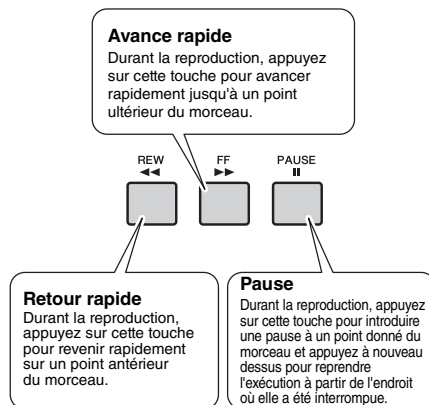 Avance rapide
Durant la reproduction, appuyez
sur cette touche pour avancer
rapidement jusqu'à un point
ultérieur du morceau.
REW FF PAUSE
Retour rapide
Durant la reproduction,
appuyez sur cette touche
pour revenir rapidement
sur un point antérieur
du morceau.
Pause
Durant la reproduction, appuyez
sur cette touche pour introduire
une pause à un point donné du
morceau et appuyez à nouveau
dessus pour reprendre
l'exécution à partir de l'endroit
où elle a été interrompue.